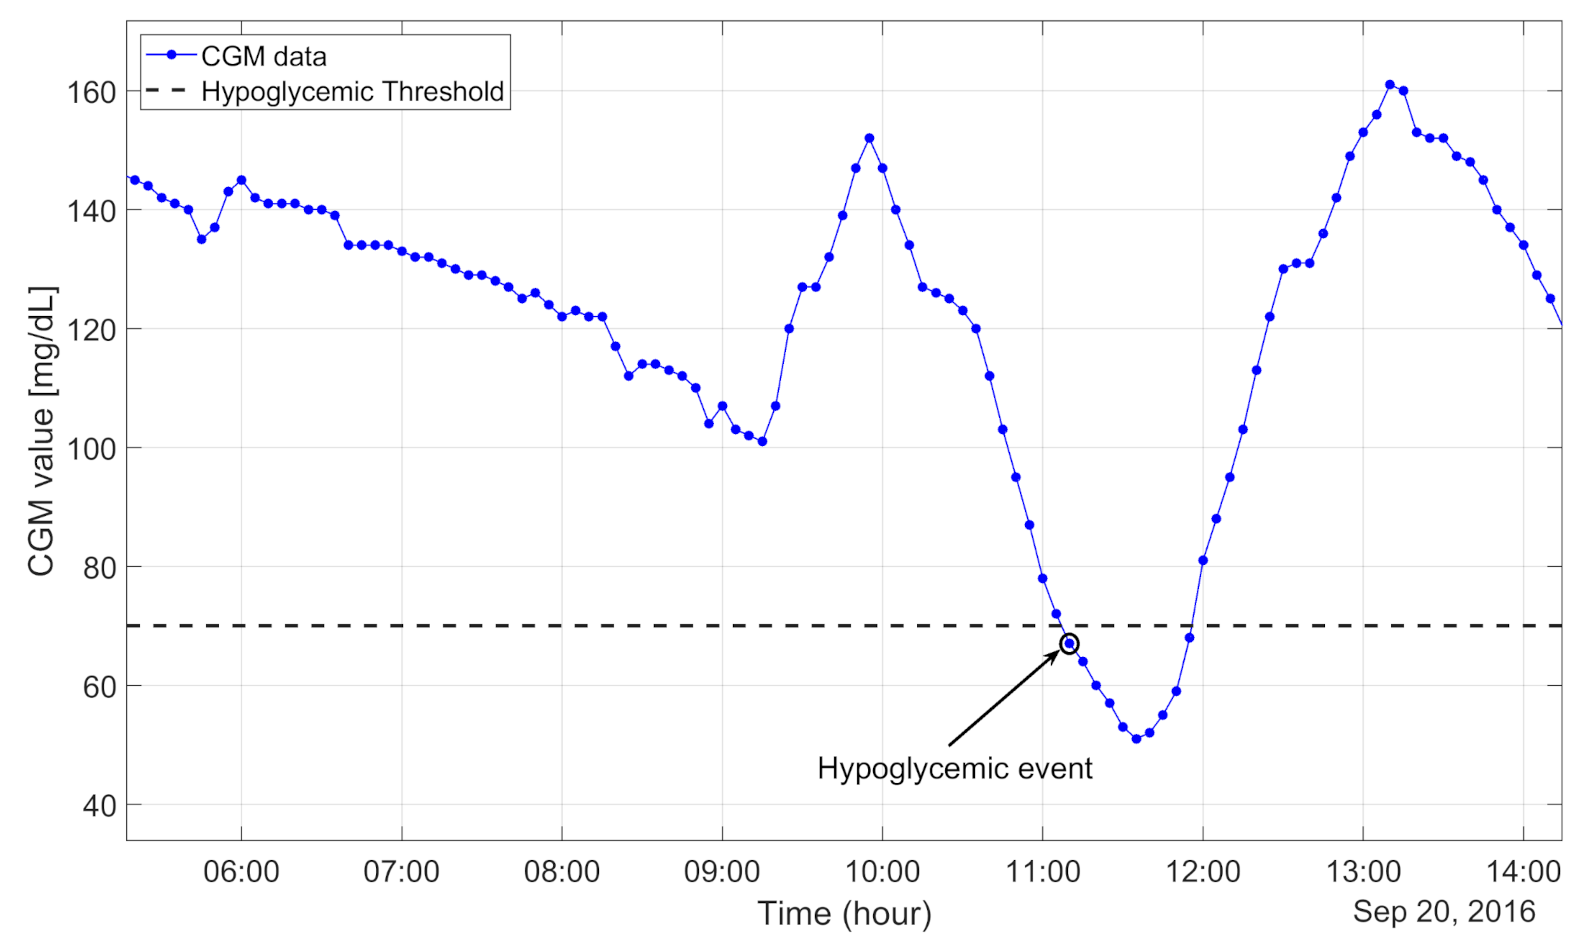 CGM data
Hypoglycemic Threshold
CGM value [mg/dL]
160
140
120
100
80
60
40
Hypoglycemic event
06:00 07:00 08:00 09:00 10:00 11:00 12:00 13:00 14:00
Time (hour)
Sep 20, 2016